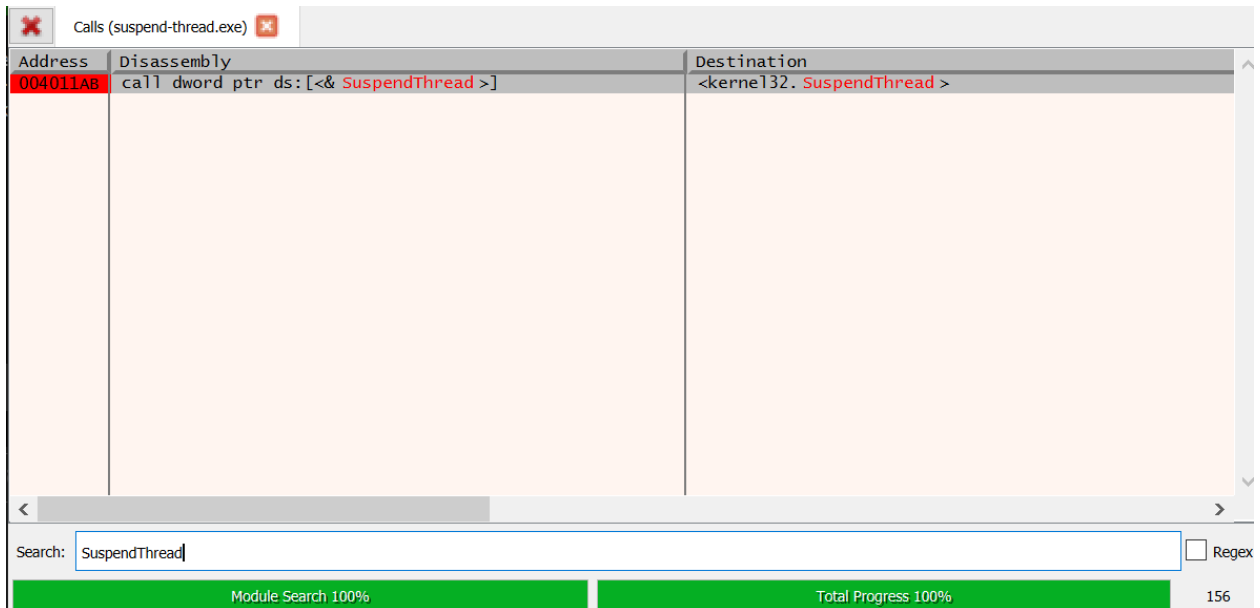 Calls (suspend-thread.exe)
Address Disassembly Destination
004011AB call dword ptr ds:[<& SuspendThread >] <kernel32. SuspendThread >
Search: SuspendThread Regex
Module Search 100% Total Progress 100% 156